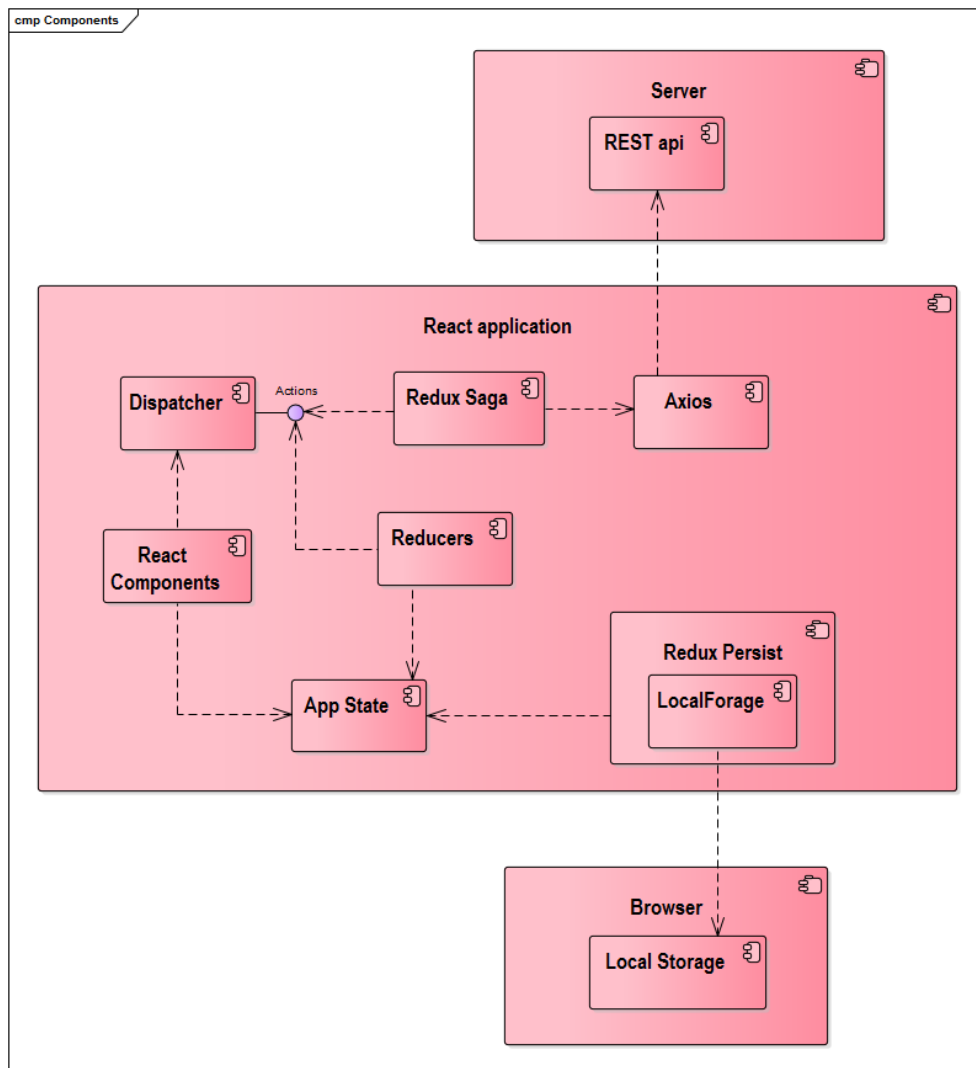 cmp Components
Server
REST api
React application
Actions
Dispatcher
Redux Saga
Axios
React
Components
Reducers
Redux Persist
App State
LocalForage
Browser
Local Storage